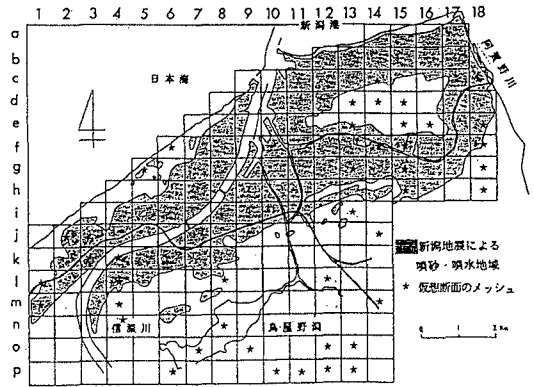 1 2 3 4 5 6 7 8 9 10 11 12 13 14 15 16 17 18
新潟港
a
b
c
d
e
f
g
h
i
j
k
l
m
n
o
p
日本海
阿賀野川
新潟地震による
噴砂・噴水地域
* 仮想断面のメッシュ
信濃川
鳥屋野潟
0 1 2 Km